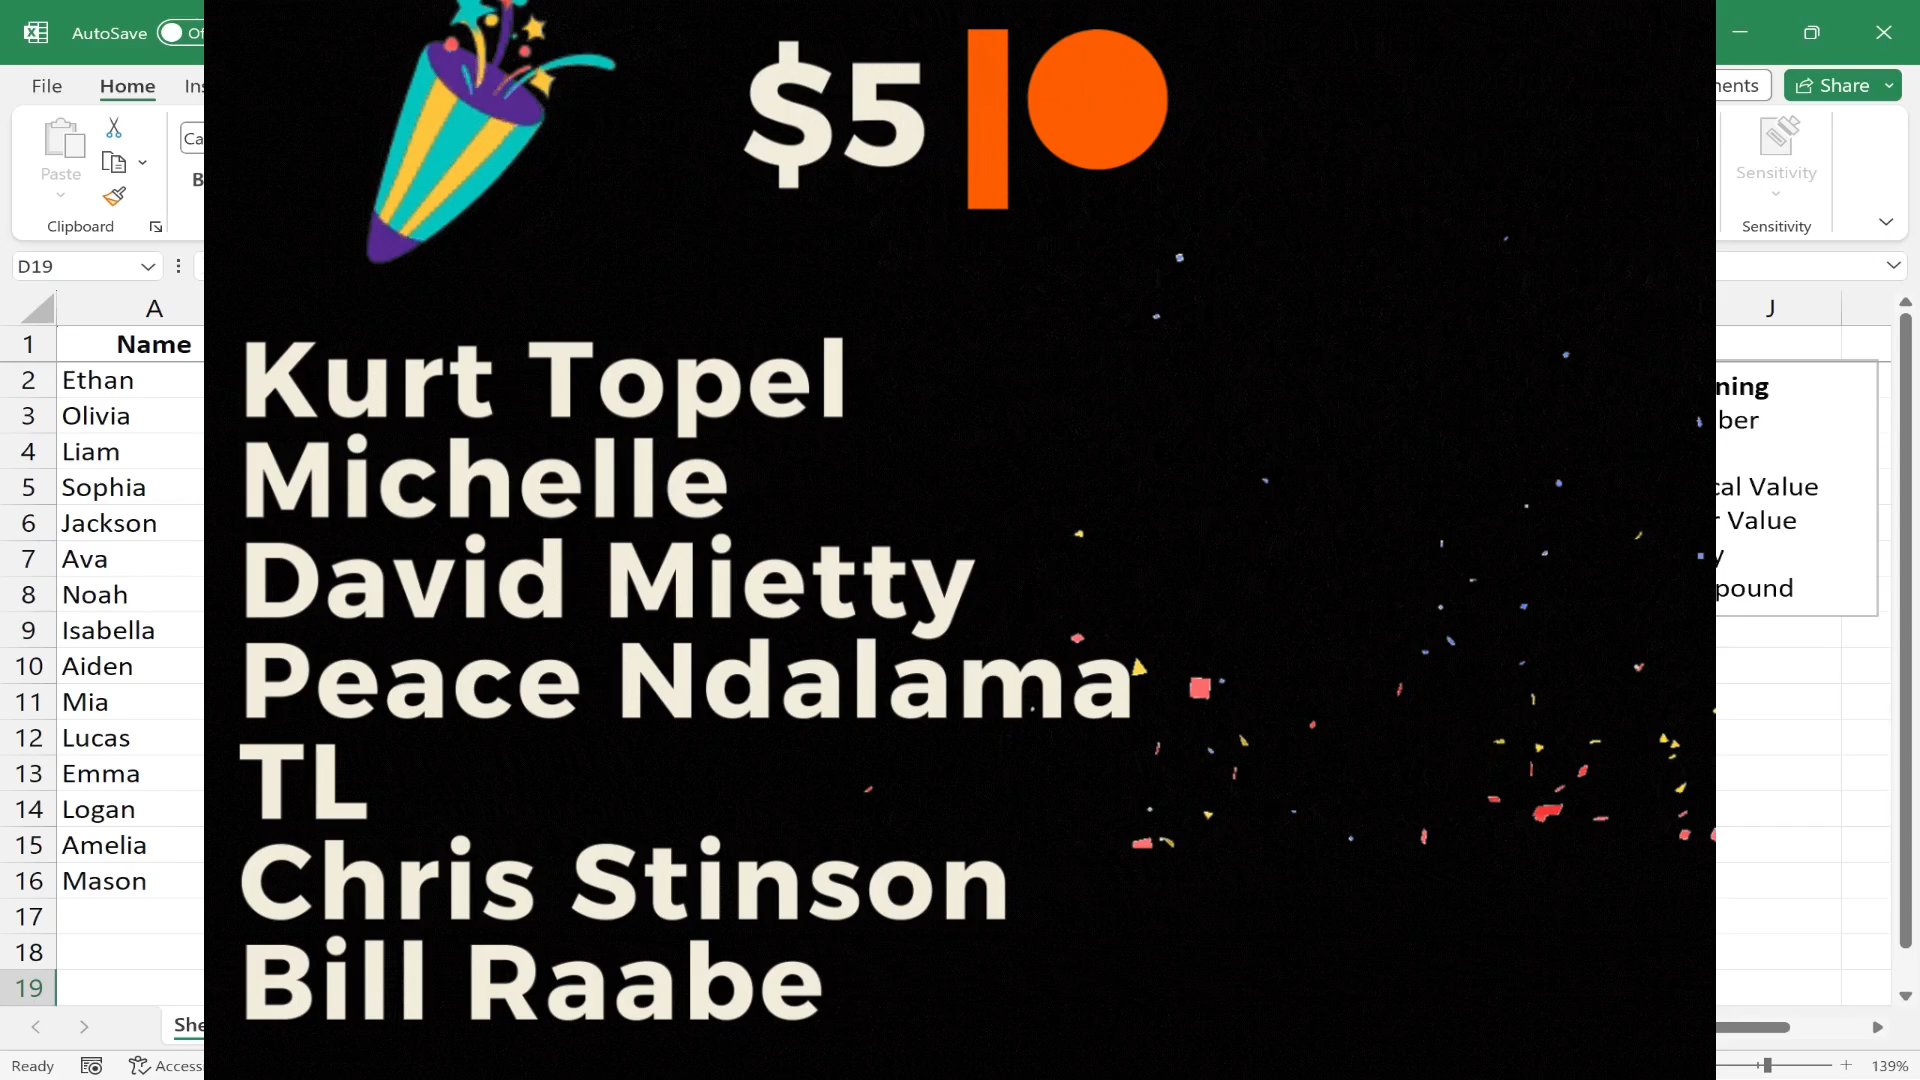 AutoSave
File Home
Share
Paste
Sensitivity
Clipboard
Sensitivity
D19
A
J
1 Name
2 Ethan
3 Olivia
4 Liam
5 Sophia
6 Jackson
7 Ava
8 Noah
9 Isabella
10 Aiden
11 Mia
12 Lucas
13 Emma
14 Logan
15 Amelia
16 Mason
17
18
19
$5
Kurt Topel
Michelle
David Mietty
Peace Ndalama
TL
Chris Stinson
Bill Raabe
Value
Value
Ready
139%